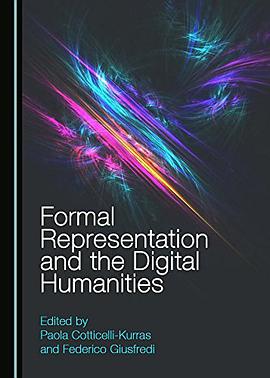 Formal
Representation
and the Digital
Humanities
Edited by
Paola Cotticelli-Kurras
and Federico Giusfredi